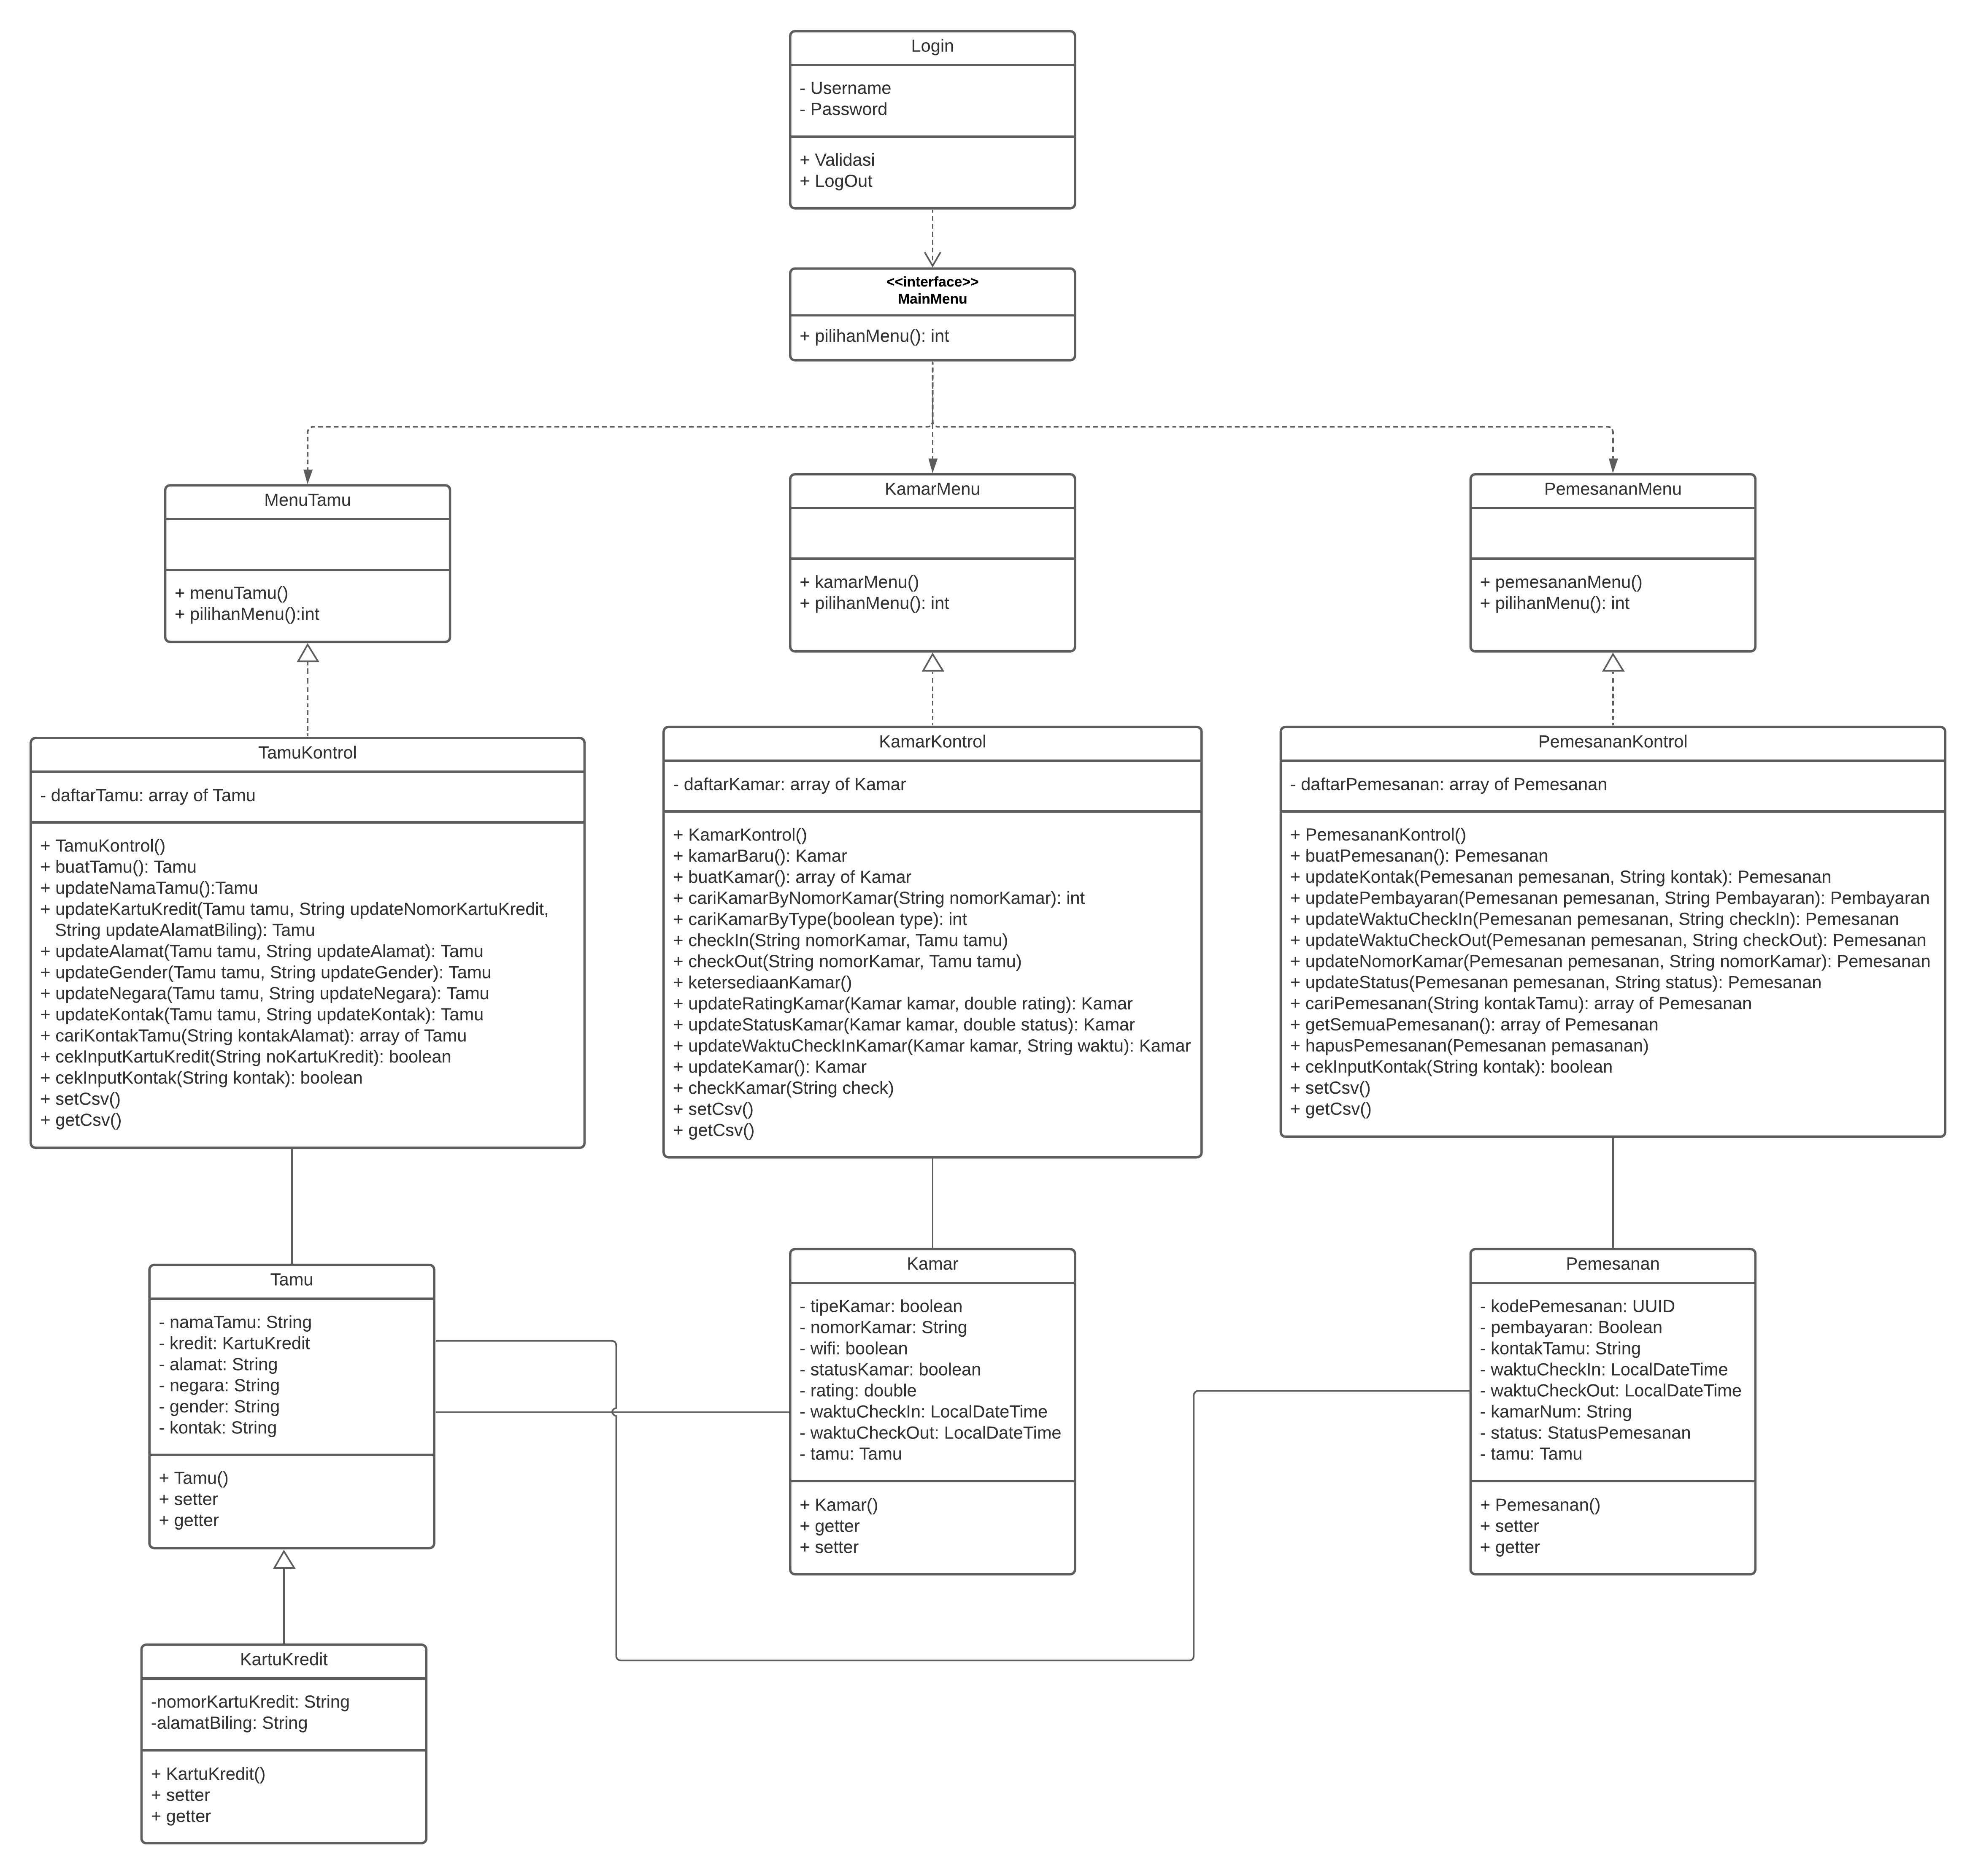 Login
- Username
- Password
+ Validasi
+ LogOut
<<interface>>
MainMenu
+ pilihanMenu(): int
MenuTamu
+ menuTamu()
+ pilihanMenu():int
KamarMenu
+ kamarMenu()
+ pilihanMenu(): int
PemesananMenu
+ pemesananMenu()
+ pilihanMenu(): int
TamuKontrol
- daftarTamu: array of Tamu
+ TamuKontrol()
+ buatTamu(): Tamu
+ updateNamaTamu():Tamu
+ updateKartuKredit(Tamu tamu, String updateNomorKartuKredit,
String updateAlamatBiling): Tamu
+ updateAlamat(Tamu tamu, String updateAlamat): Tamu
+ updateGender(Tamu tamu, String updateGender): Tamu
+ updateNegara(Tamu tamu, String updateNegara): Tamu
+ updateKontak(Tamu tamu, String updateKontak): Tamu
+ cariKontakTamu(String kontakAlamat): array of Tamu
+ cekInputKartuKredit(String noKartuKredit): boolean
+ cekInputKontak(String kontak): boolean
+ setCsv()
+ getCsv()
KamarKontrol
- daftarKamar: array of Kamar
+ KamarKontrol()
+ kamarBaru(): Kamar
+ buatKamar(): array of Kamar
+ cariKamarByNomorKamar(String nomorKamar): int
+ cariKamarByType(boolean type): int
+ checkIn(String nomorKamar, Tamu tamu)
+ checkOut(String nomorKamar, Tamu tamu)
+ ketersediaanKamar()
+ updateRatingKamar(Kamar kamar, double rating): Kamar
+ updateStatusKamar(Kamar kamar, double status): Kamar
+ updateWaktuCheckInKamar(Kamar kamar, String waktu): Kamar
+ updateKamar(): Kamar
+ checkKamar(String check)
+ setCsv()
+ getCsv()
PemesananKontrol
- daftarPemesanan: array of Pemesanan
+ PemesananKontrol()
+ buatPemesanan(): Pemesanan
+ updateKontak(Pemesanan pemesanan, String kontak): Pemesanan
+ updatePembayaran(Pemesanan pemesanan, String Pembayaran): Pembayaran
+ updateWaktuCheckIn(Pemesanan pemesanan, String checkIn): Pemesanan
+ updateWaktuCheckOut(Pemesanan pemesanan, String checkOut): Pemesanan
+ updateNomorKamar(Pemesanan pemesanan, String nomorKamar): Pemesanan
+ updateStatus(Pemesanan pemesanan, String status): Pemesanan
+ cariPemesanan(String kontakTamu): array of Pemesanan
+ getSemuaPemesanan(): array of Pemesanan
+ hapusPemesanan(Pemesanan pemasanan)
+ cekInputKontak(String kontak): boolean
+ setCsv()
+ getCsv()
Tamu
- namaTamu: String
- kredit: KartuKredit
- alamat: String
- negara: String
- gender: String
- kontak: String
+ Tamu()
+ setter
+ getter
Kamar
- tipeKamar: boolean
- nomorKamar: String
- wifi: boolean
- statusKamar: boolean
- rating: double
- waktuCheckIn: LocalDateTime
- waktuCheckOut: LocalDateTime
- tamu: Tamu
+ Kamar()
+ getter
+ setter
Pemesanan
- kodePemesanan: UUID
- pembayaran: Boolean
- kontakTamu: String
- waktuCheckIn: LocalDateTime
- waktuCheckOut: LocalDateTime
- kamarNum: String
- status: StatusPemesanan
- tamu: Tamu
+ Pemesanan()
+ setter
+ getter
KartuKredit
-nomorKartuKredit: String
-alamatBiling: String
+ KartuKredit()
+ setter
+ getter